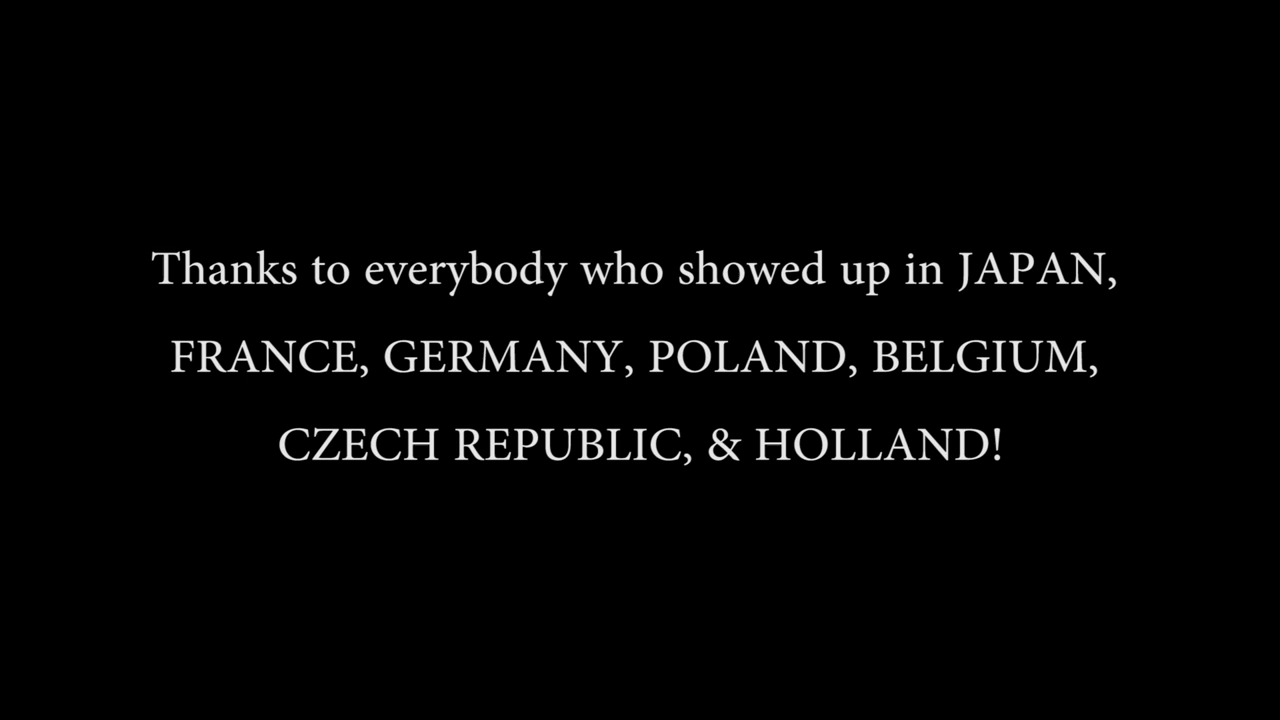 Thanks to everybody who showed up in JAPAN,
FRANCE, GERMANY, POLAND, BELGIUM,
CZECH REPUBLIC, & HOLLAND!